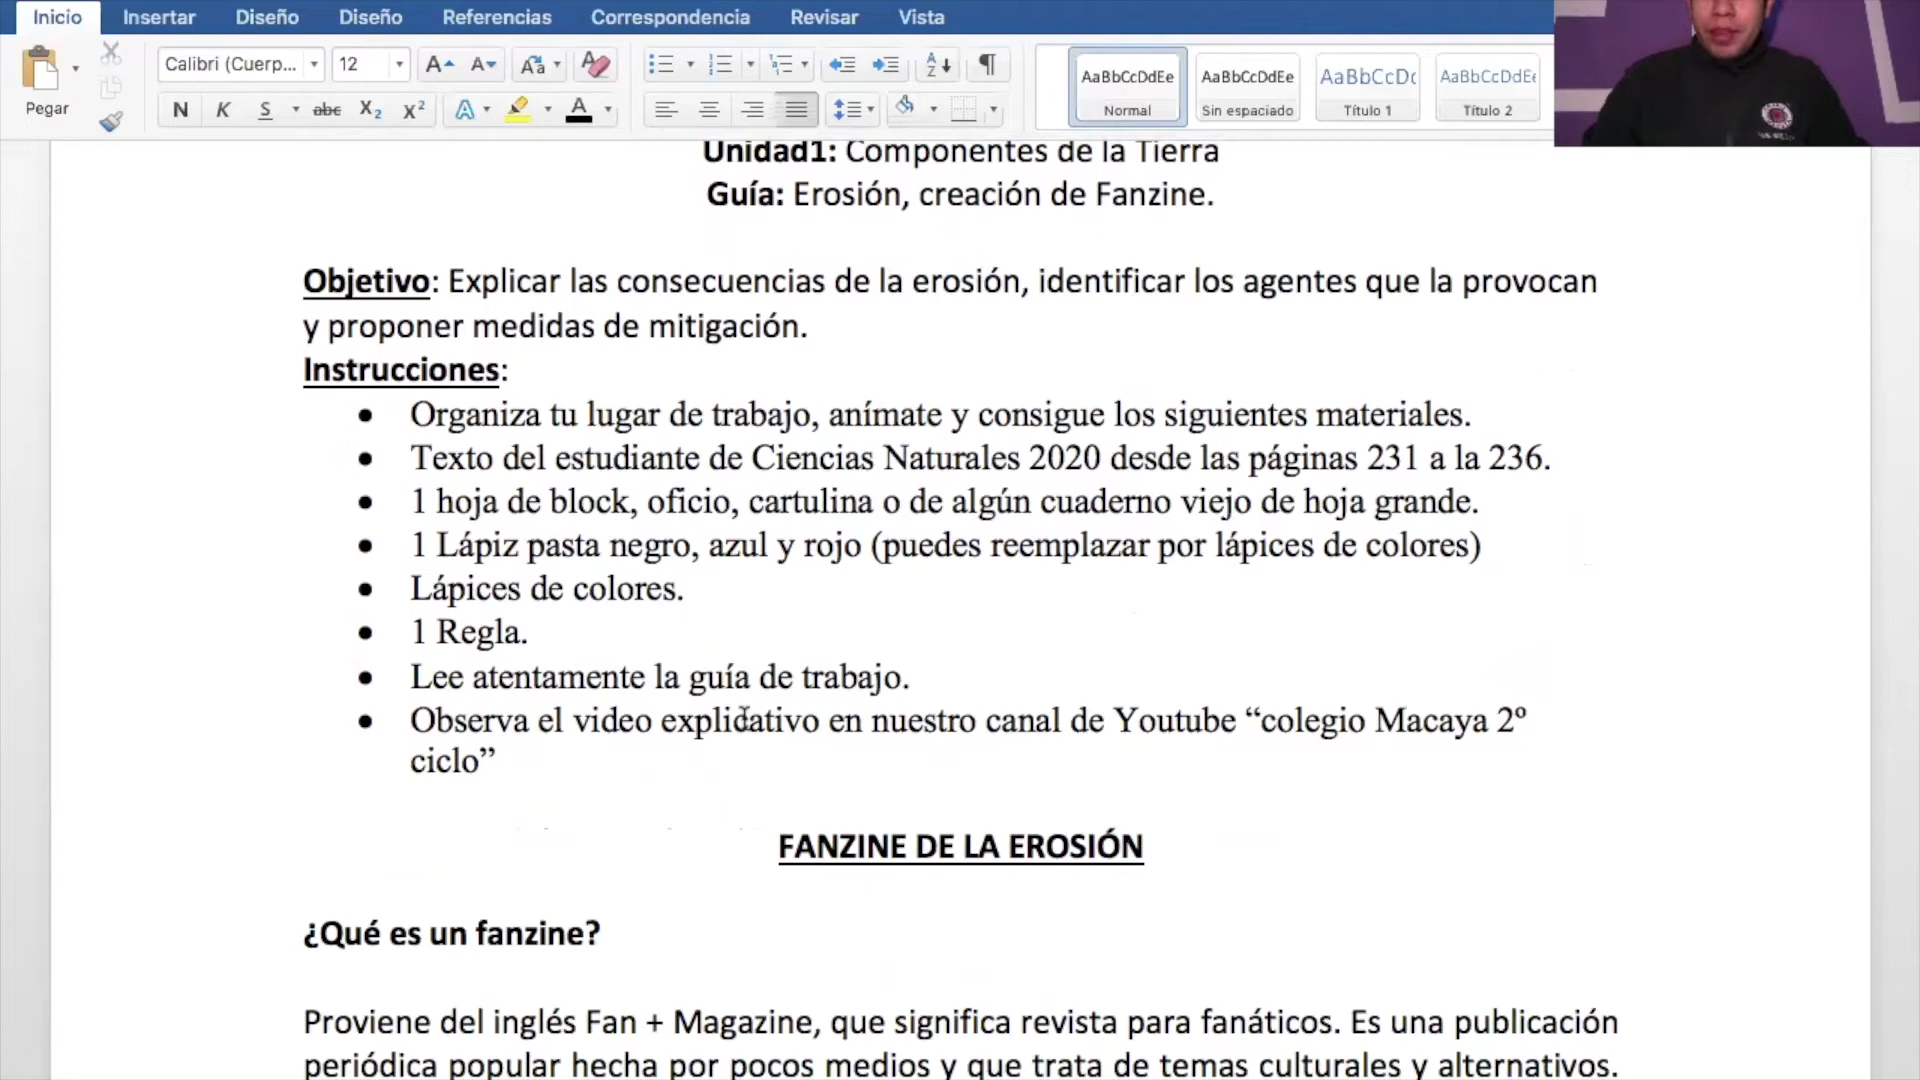 Inicio Insertar Diseño Diseño Referencias Correspondencia Revisar Vista
Calibri (Cuerp... 12
AaBbCcDdEe AaBbCcDdEe AaBbCcDc AaBbCcDdEe
Pegar
N K S abc X2 X2 A A
Normal Sin espaciado Título 1 Título 2
Unidad1: Componentes de la Tierra
Guía: Erosión, creación de Fanzine.
Objetivo: Explicar las consecuencias de la erosión, identificar los agentes que la provocan
y proponer medidas de mitigación.
Instrucciones:
• Organiza tu lugar de trabajo, anímate y consigue los siguientes materiales.
• Texto del estudiante de Ciencias Naturales 2020 desde las páginas 231 a la 236.
• 1 hoja de block, oficio, cartulina o de algún cuaderno viejo de hoja grande.
• 1 Lápiz pasta negro, azul y rojo (puedes reemplazar por lápices de colores)
• Lápices de colores.
• 1 Regla.
• Lee atentamente la guía de trabajo.
• Observa el video explicativo en nuestro canal de Youtube “colegio Macaya 2º
ciclo”
FANZINE DE LA EROSIÓN
¿Qué es un fanzine?
Proviene del inglés Fan + Magazine, que significa revista para fanáticos. Es una publicación
periódica popular hecha por pocos medios y que trata de temas culturales y alternativos.